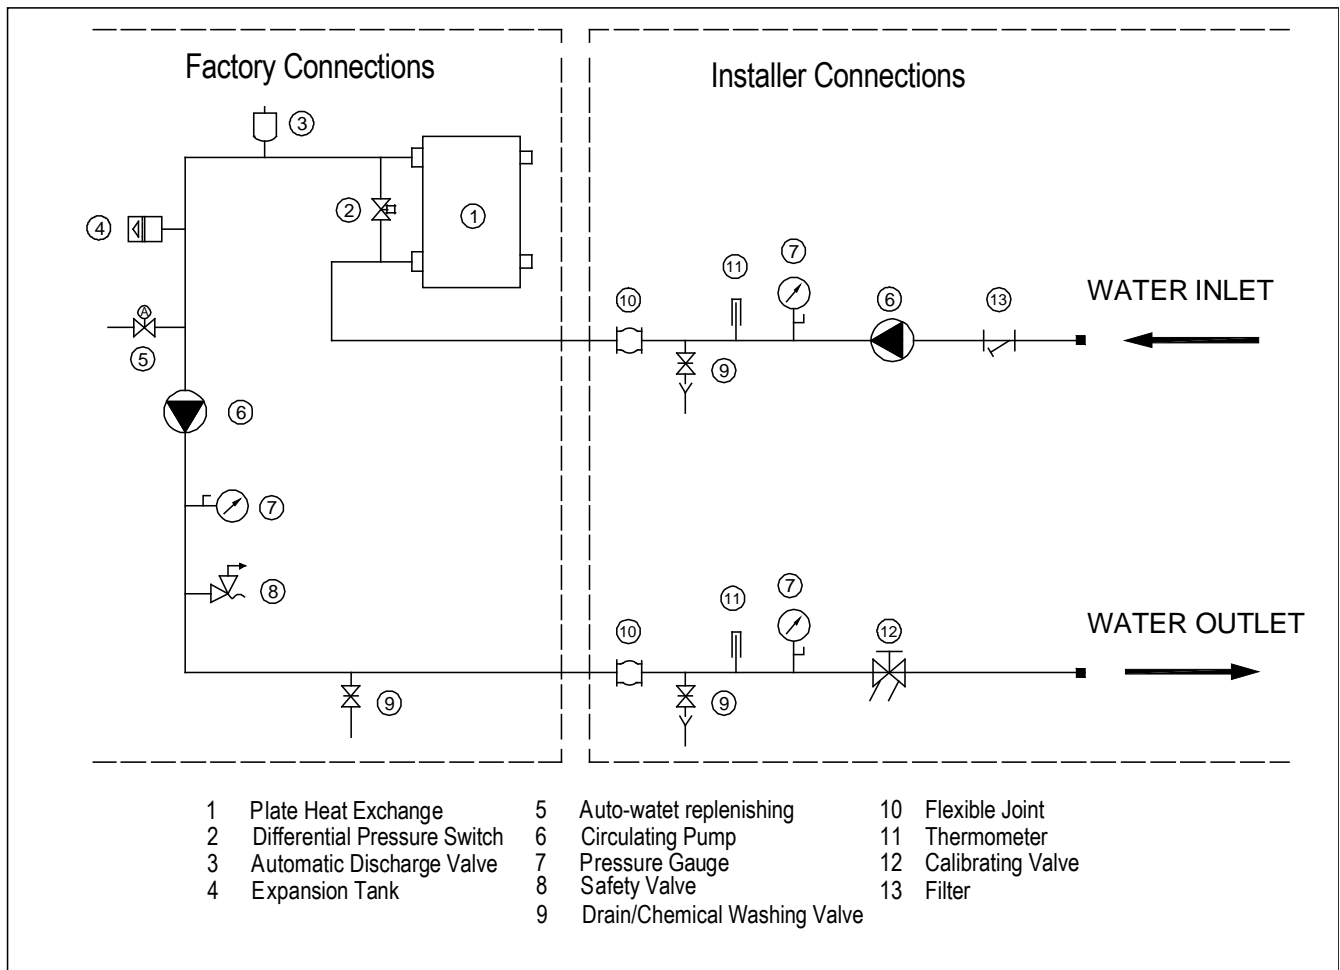 Factory Connections
Installer Connections
3
2
1
4
A
5
6
7
8
9
10
11
7
6
13
WATER INLET
9
10
11
7
12
WATER OUTLET
9
1 Plate Heat Exchange
2 Differential Pressure Switch
3 Automatic Discharge Valve
4 Expansion Tank
5 Auto-watet replenishing
6 Circulating Pump
7 Pressure Gauge
8 Safety Valve
9 Drain/Chemical Washing Valve
10 Flexible Joint
11 Thermometer
12 Calibrating Valve
13 Filter